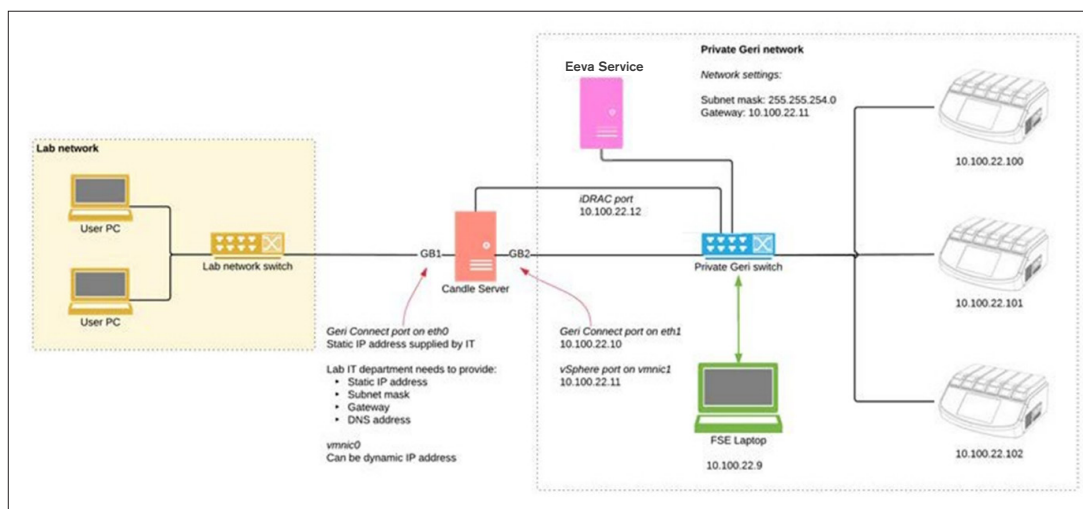 Lab network
User PC
User PC
Lab network switch
GB1
Candle Server
GB2
Geri Connect port on eth0
Static IP address supplied by IT
Lab IT department needs to provide:
• Static IP address
• Subnet mask
• Gateway
• DNS address
vmnic0
Can be dynamic IP address
Geri Connect port on eth1
10.100.22.10
vSphere port on vmnic1
10.100.22.11
Eeva Service
Private Geri network
Network settings:
Subnet mask: 255.255.254.0
Gateway: 10.100.22.11
iDRAC port
10.100.22.12
Private Geri switch
FSE Laptop
10.100.22.9
10.100.22.100
10.100.22.101
10.100.22.102